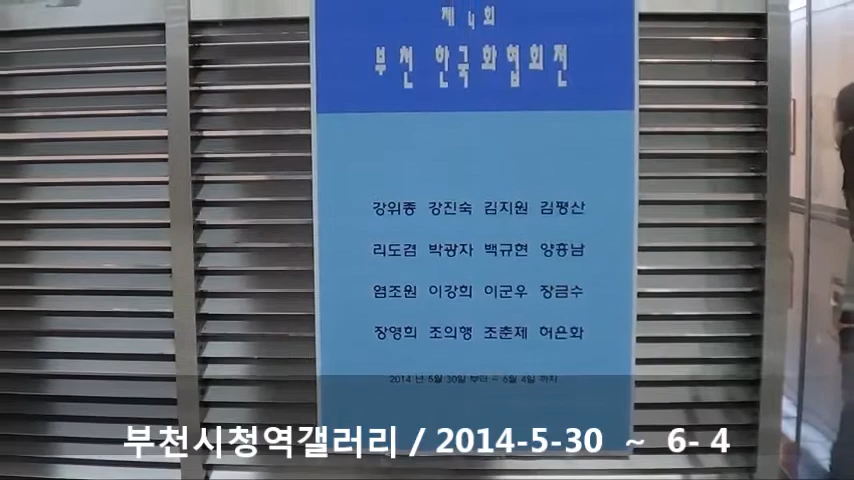 제 4 회
부천 한국화협회전
강위종 강진숙 김지원 김평산
리도겸 박광자 백규현 양흥남
염조원 이강희 이군우 장금수
장영희 조의행 조춘제 허은화
2014 년 5월 30일 부터 ~ 6월 4일 까지
부천시청역갤러리 / 2014-5-30 ~ 6- 4